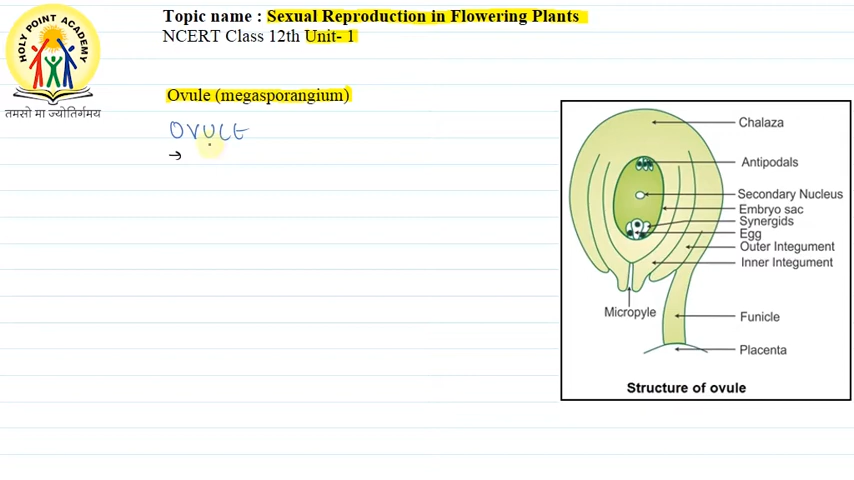 Topic name : Sexual Reproduction in Flowering Plants
NCERT Class 12th Unit- 1
HOLY POINT ACADEMY
तमसो मा ज्योतिर्गमय
Ovule (megasporangium)
OVULE
→
Chalaza
Antipodals
Secondary Nucleus
Embryo sac
Synergids
Egg
Outer Integument
Inner Integument
Micropyle
Funicle
Placenta
Structure of ovule